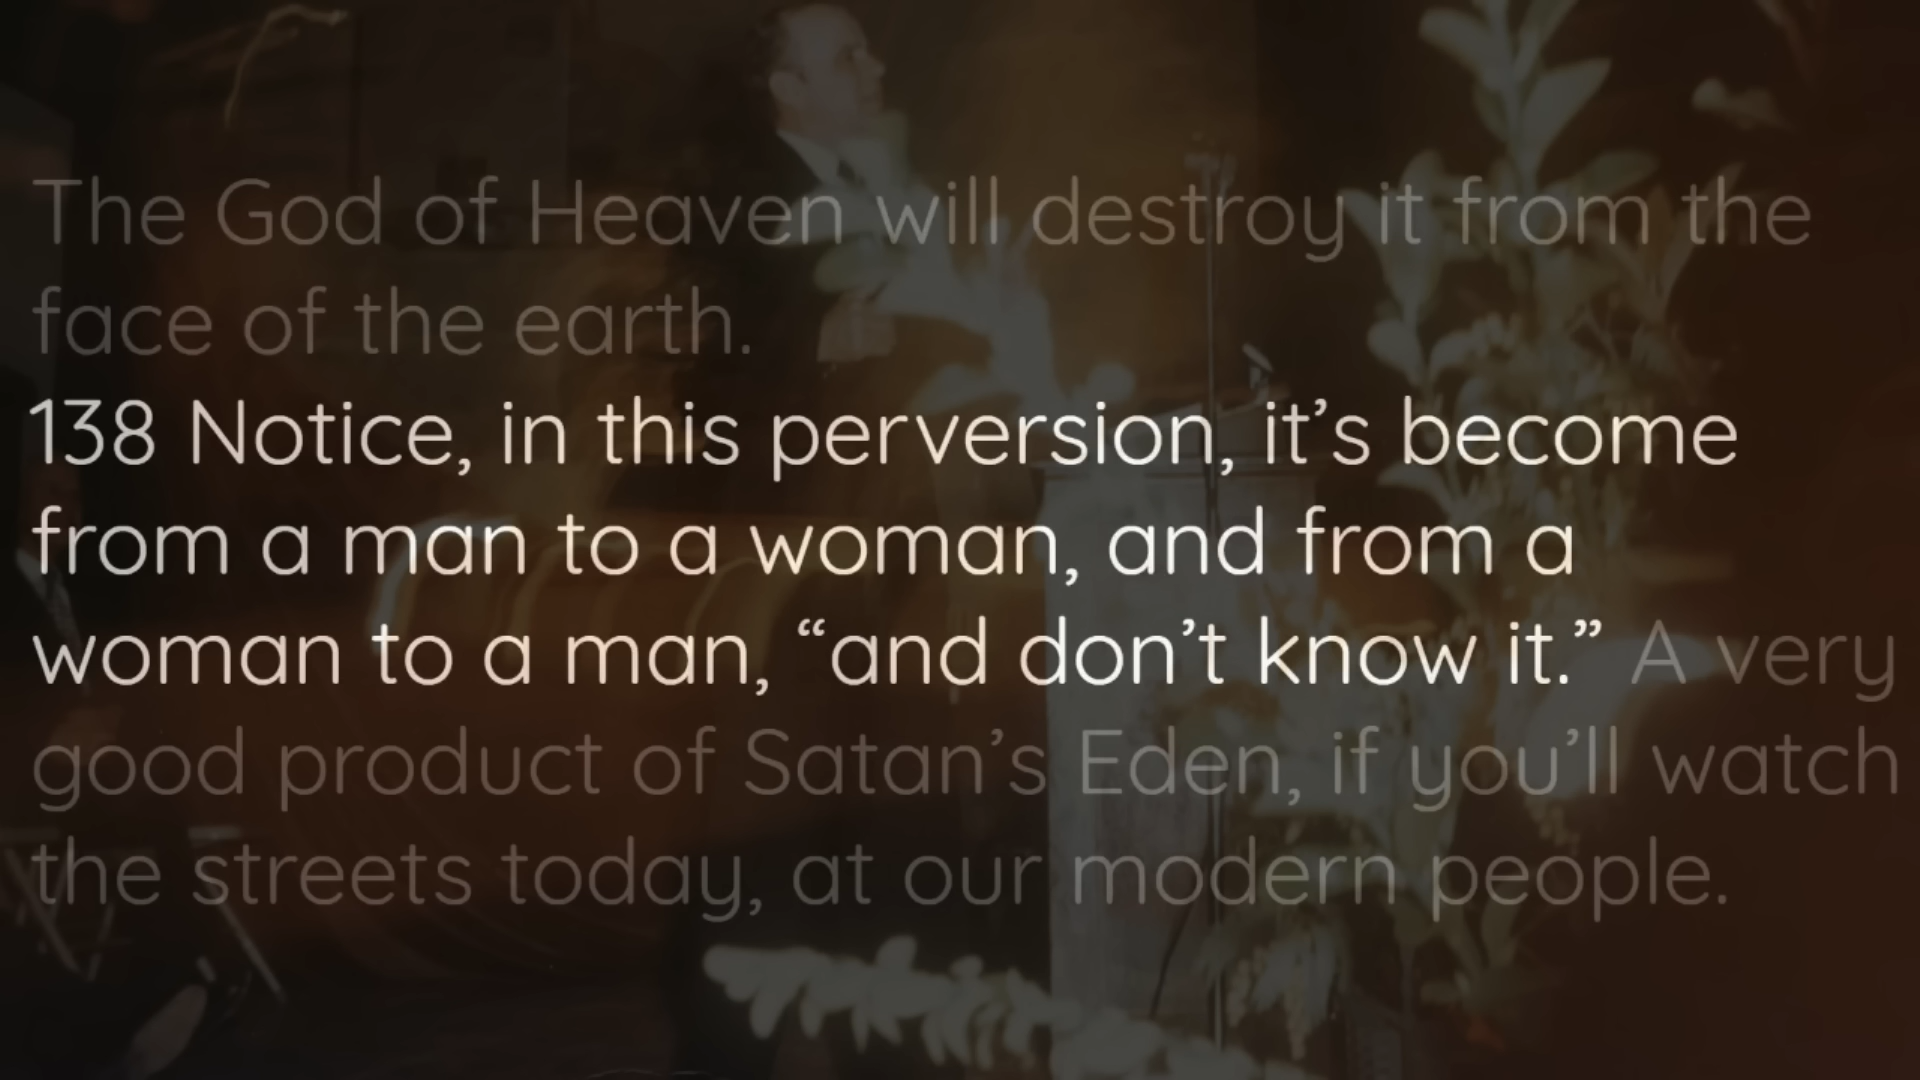 The God of Heaven will destroy it from the
face of the earth.
138 Notice, in this perversion, it’s become
from a man to a woman, and from a
woman to a man, “and don’t know it.” A very
good product of Satan’s Eden, if you’ll watch
the streets today, at our modern people.